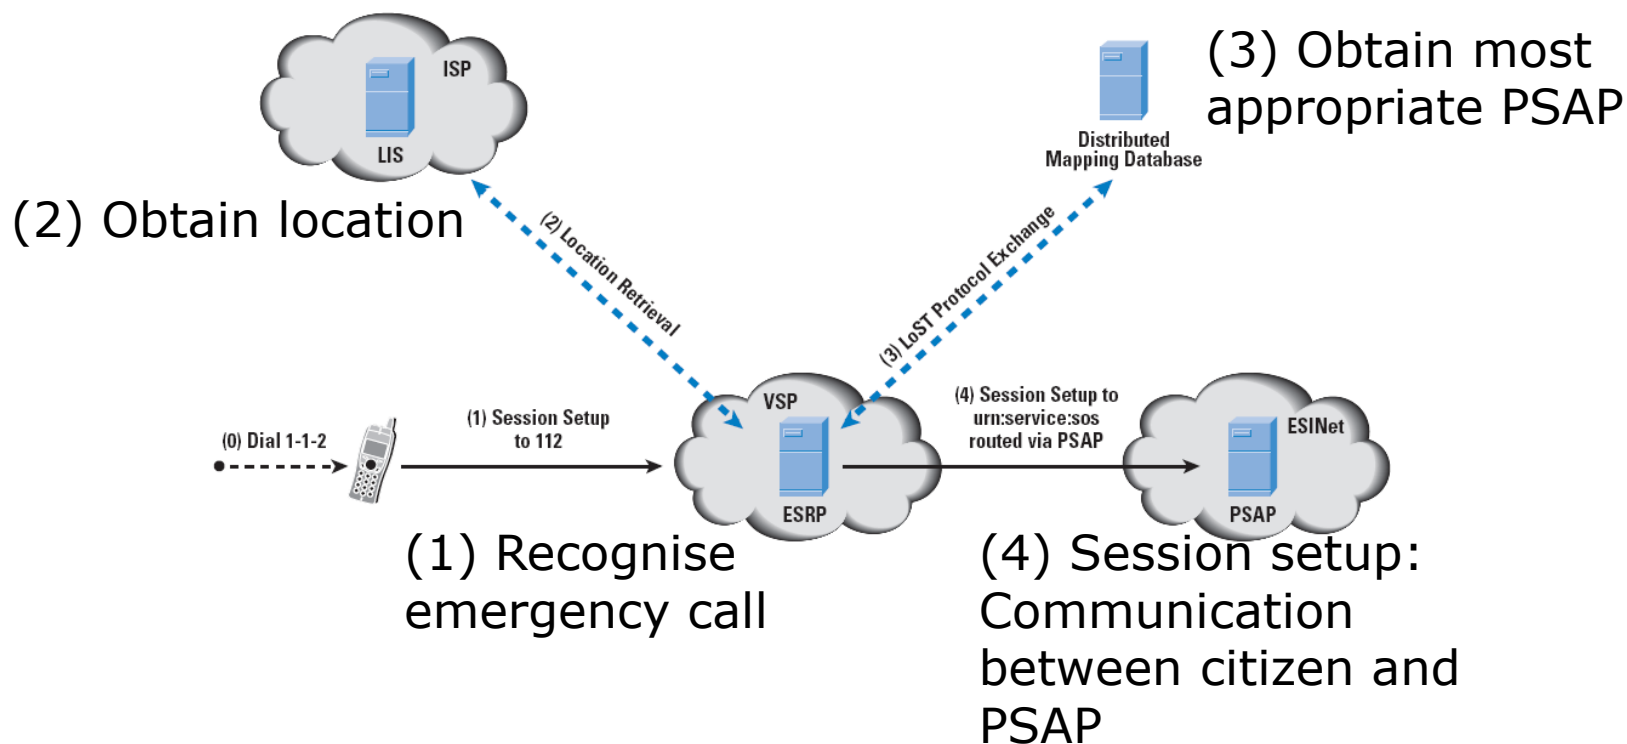 ISP
LIS
(2) Obtain location
(3) Obtain most
appropriate PSAP
Distributed
Mapping Database
(2) Location Retrieval
(3) LoST Protocol Exchange
(0) Dial 1-1-2
(1) Session Setup
to 112
VSP
ESRP
(4) Session Setup to
urn:service:sos
routed via PSAP
ESINet
PSAP
(1) Recognise
emergency call
(4) Session setup:
Communication
between citizen and
PSAP